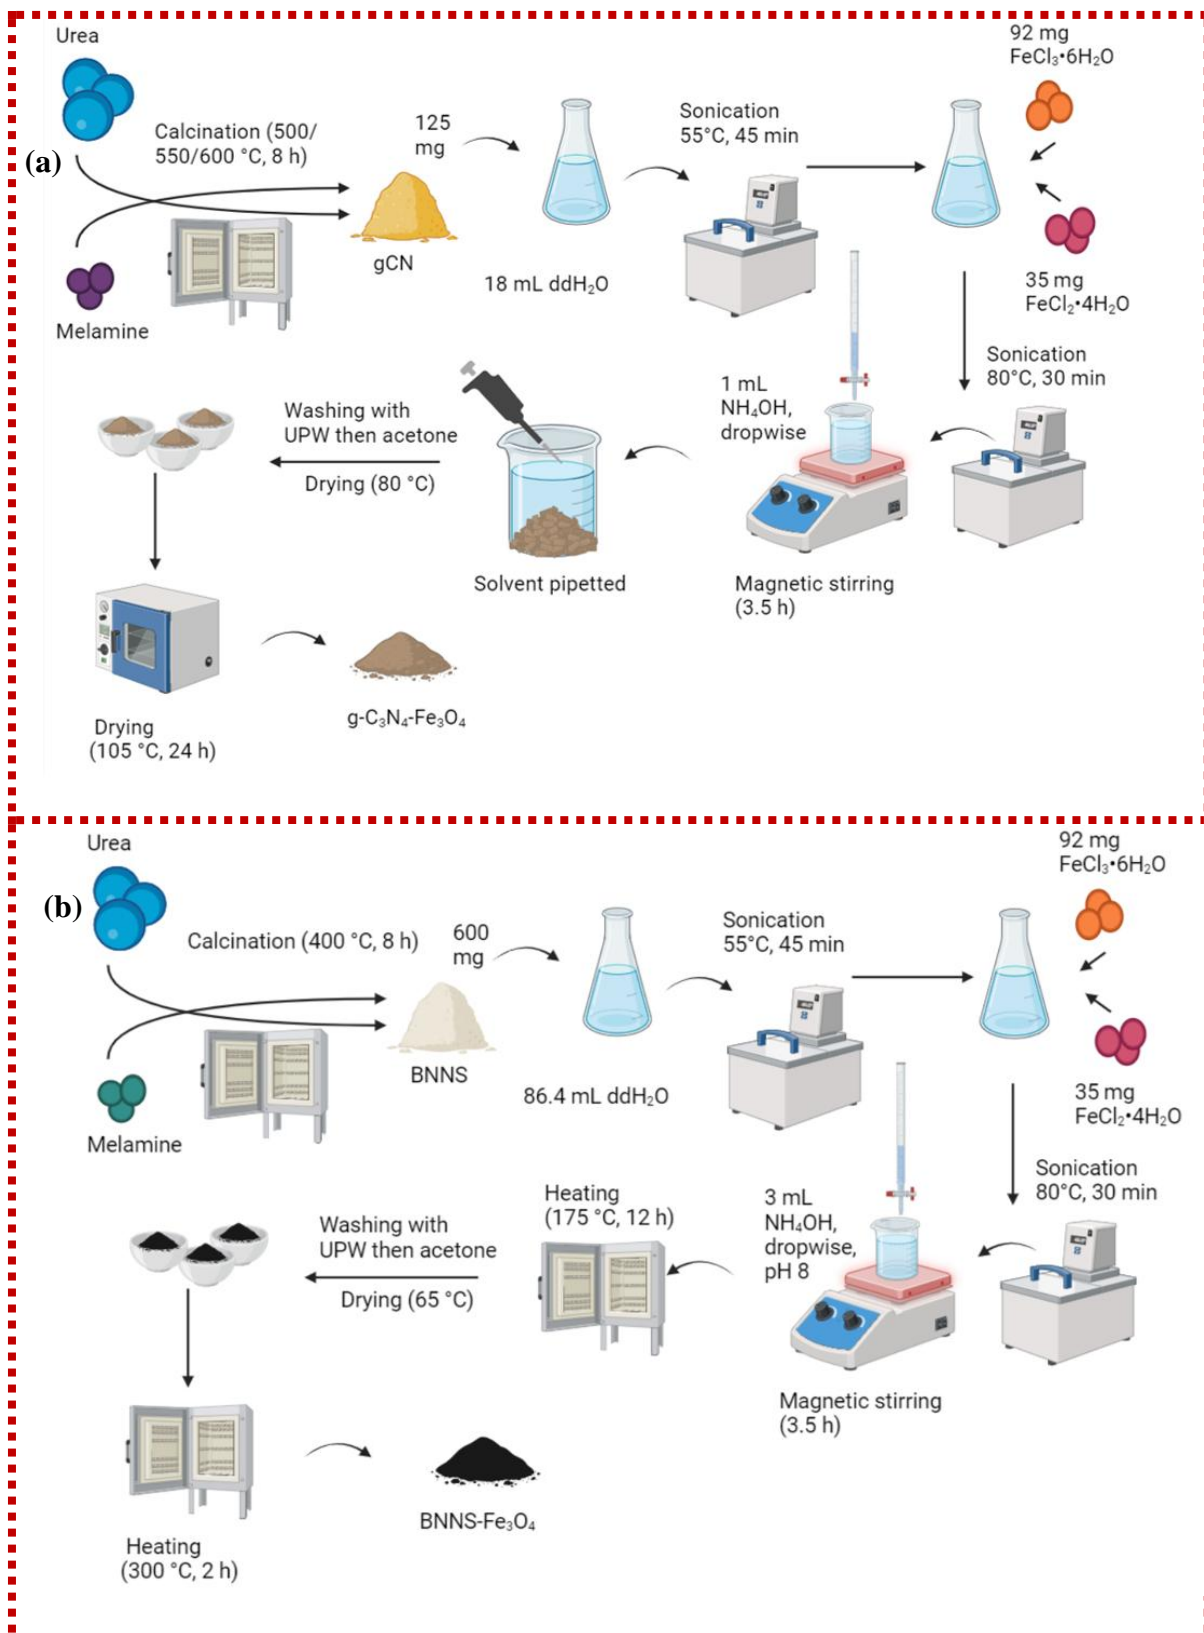 (a)
Urea
Melamine
Calcination (500/
550/600 °C, 8 h)
gCN
125
mg
18 mL ddH₂O
Sonication
55°C, 45 min
92 mg
FeCl₃•6H₂O
35 mg
FeCl₂•4H₂O
Sonication
80°C, 30 min
1 mL
NH₄OH,
dropwise
Magnetic stirring
(3.5 h)
Solvent pipetted
Washing with
UPW then acetone
Drying (80 °C)
Drying
(105 °C, 24 h)
g-C₃N₄-Fe₃O₄
(b)
Urea
Melamine
Calcination (400 °C, 8 h)
BNNS
600
mg
86.4 mL ddH₂O
Sonication
55°C, 45 min
92 mg
FeCl₃•6H₂O
35 mg
FeCl₂•4H₂O
Sonication
80°C, 30 min
3 mL
NH₄OH,
dropwise,
pH 8
Magnetic stirring
(3.5 h)
Heating
(175 °C, 12 h)
Washing with
UPW then acetone
Drying (65 °C)
Heating
(300 °C, 2 h)
BNNS-Fe₃O₄